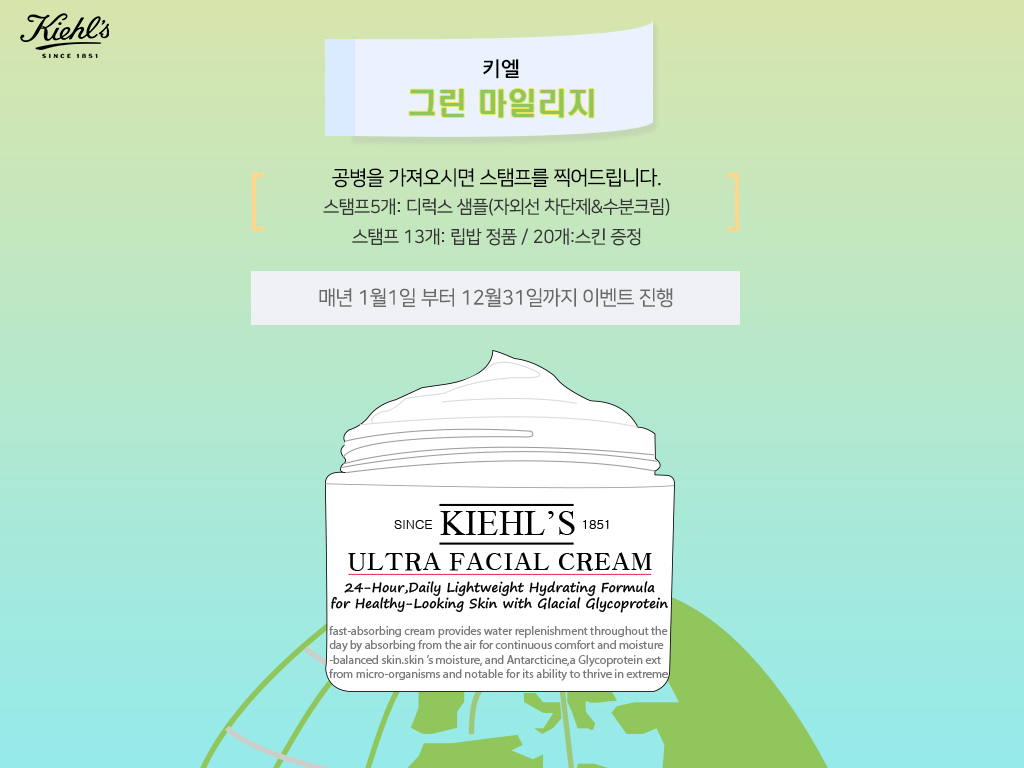 Kiehl's
SINCE 1851
키엘
그린 마일리지
공병을 가져오시면 스탬프를 찍어드립니다.
스탬프5개: 디럭스 샘플(자외선 차단제&수분크림)
스탬프 13개: 립밥 정품 / 20개:스킨 증정
매년 1월1일 부터 12월31일까지 이벤트 진행
SINCE KIEHL'S 1851
ULTRA FACIAL CREAM
24-Hour,Daily Lightweight Hydrating Formula
for Healthy-Looking Skin with Glacial Glycoprotein
fast-absorbing cream provides water replenishment throughout the
day by absorbing from the air for continuous comfort and moisture
-balanced skin.skin 's moisture, and Antarcticine,a Glycoprotein ext
from micro-organisms and notable for its ability to thrive in extreme